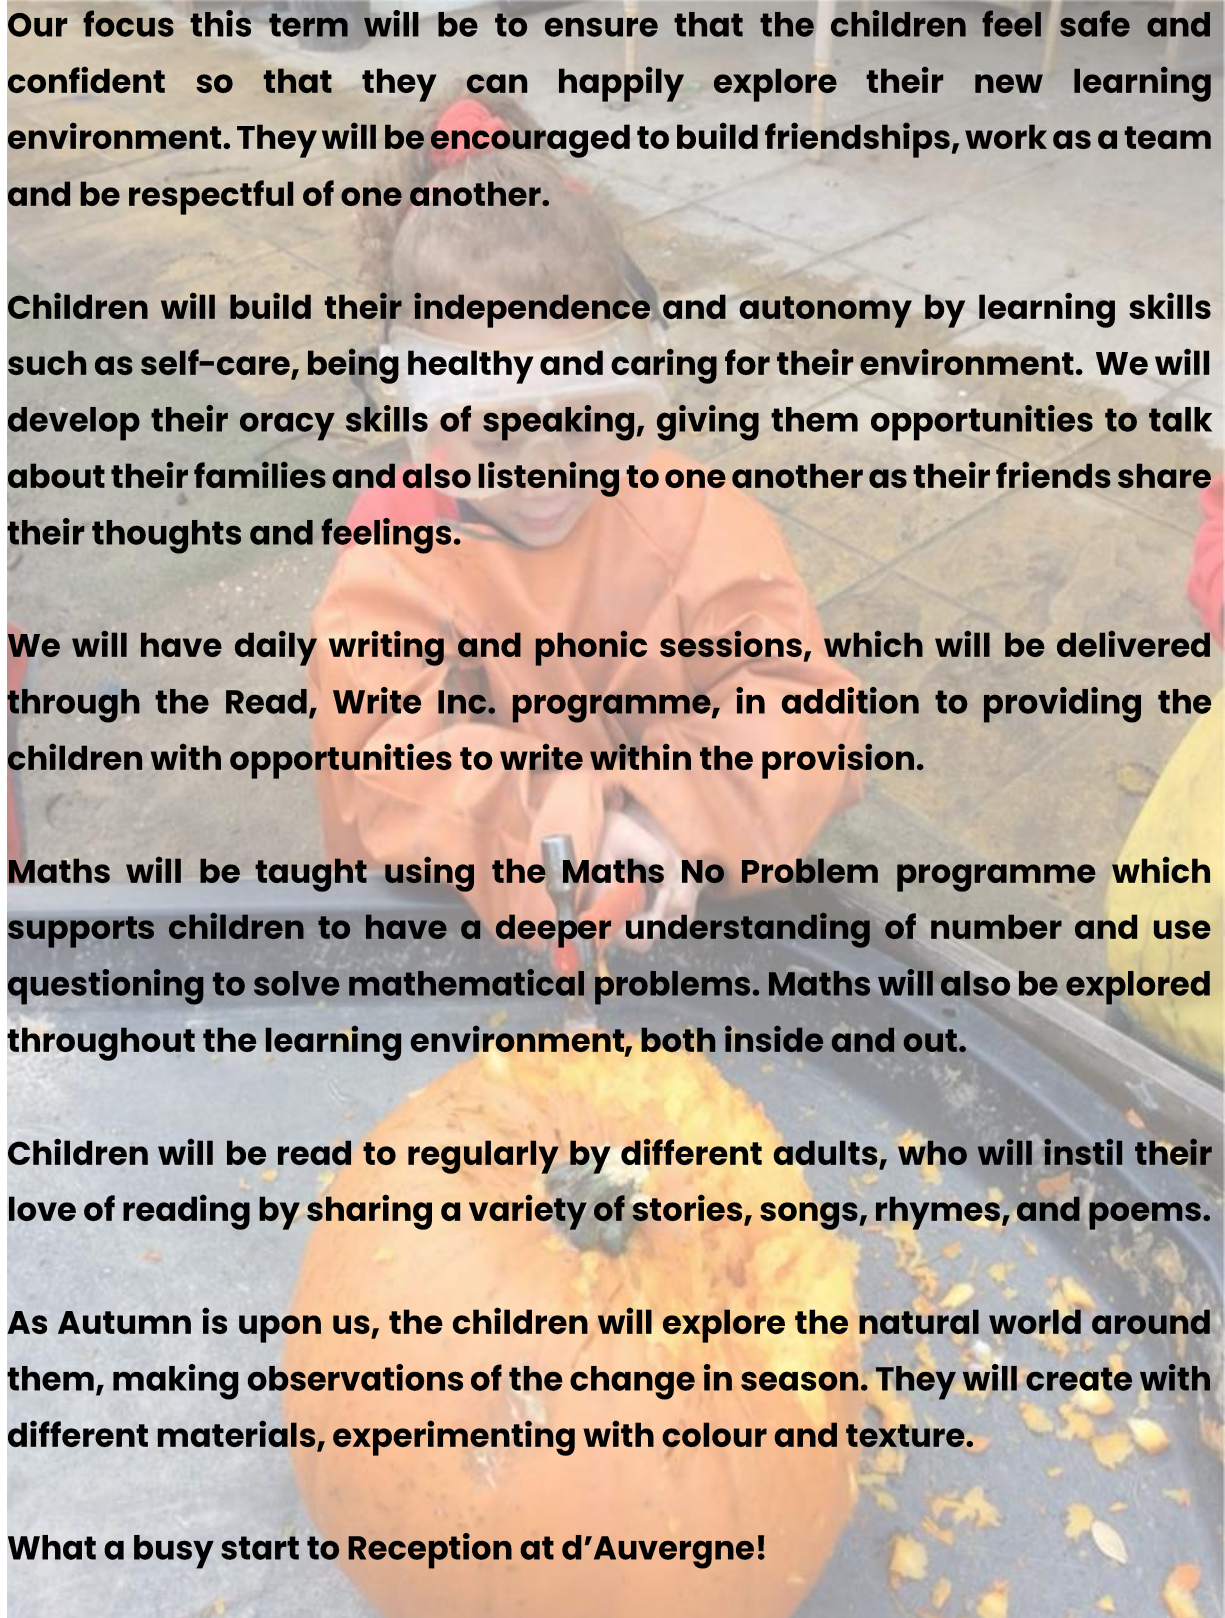 Our focus this term will be to ensure that the children feel safe and
confident so that they can happily explore their new learning
environment. They will be encouraged to build friendships, work as a team
and be respectful of one another.
Children will build their independence and autonomy by learning skills
such as self-care, being healthy and caring for their environment.  We will
develop their oracy skills of speaking, giving them opportunities to talk
about their families and also listening to one another as their friends share
their thoughts and feelings.
We will have daily writing and phonic sessions, which will be delivered
through the Read, Write Inc. programme, in addition to providing the
children with opportunities to write within the provision.
Maths will be taught using the Maths No Problem programme which
supports children to have a deeper understanding of number and use
questioning to solve mathematical problems. Maths will also be explored
throughout the learning environment, both inside and out.
Children will be read to regularly by different adults, who will instil their
love of reading by sharing a variety of stories, songs, rhymes, and poems.
As Autumn is upon us, the children will explore the natural world around
them, making observations of the change in season. They will create with
different materials, experimenting with colour and texture.
What a busy start to Reception at d’Auvergne!